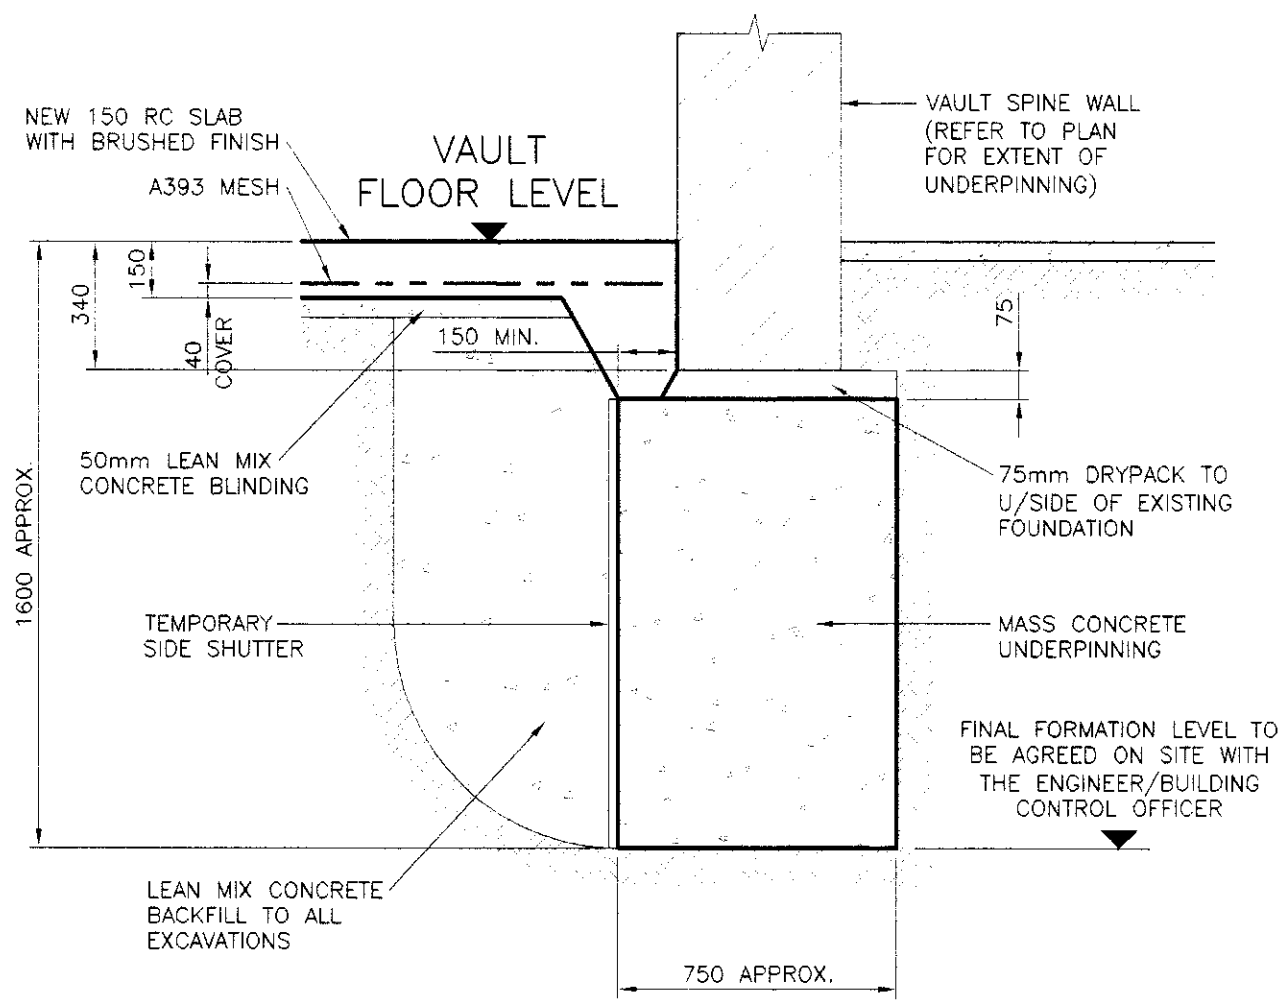 NEW 150 RC SLAB
WITH BRUSHED FINISH
A393 MESH
VAULT
FLOOR LEVEL
VAULT SPINE WALL
(REFER TO PLAN
FOR EXTENT OF
UNDERPINNING)
150
340
40
COVER
150 MIN.
75
50mm LEAN MIX
CONCRETE BLINDING
75mm DRYPACK TO
U/SIDE OF EXISTING
FOUNDATION
1600 APPROX.
TEMPORARY
SIDE SHUTTER
MASS CONCRETE
UNDERPINNING
FINAL FORMATION LEVEL TO
BE AGREED ON SITE WITH
THE ENGINEER/BUILDING
CONTROL OFFICER
LEAN MIX CONCRETE
BACKFILL TO ALL
EXCAVATIONS
750 APPROX.